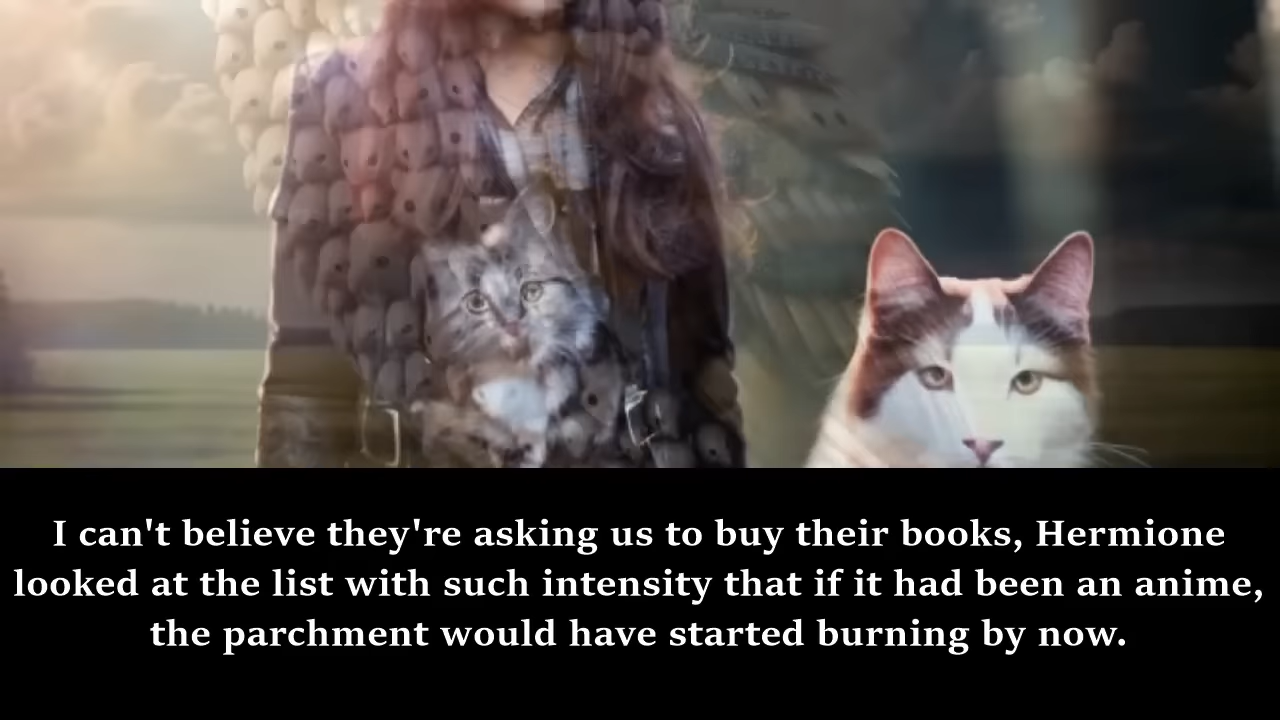 I can't believe they're asking us to buy their books, Hermione
looked at the list with such intensity that if it had been an anime,
the parchment would have started burning by now.